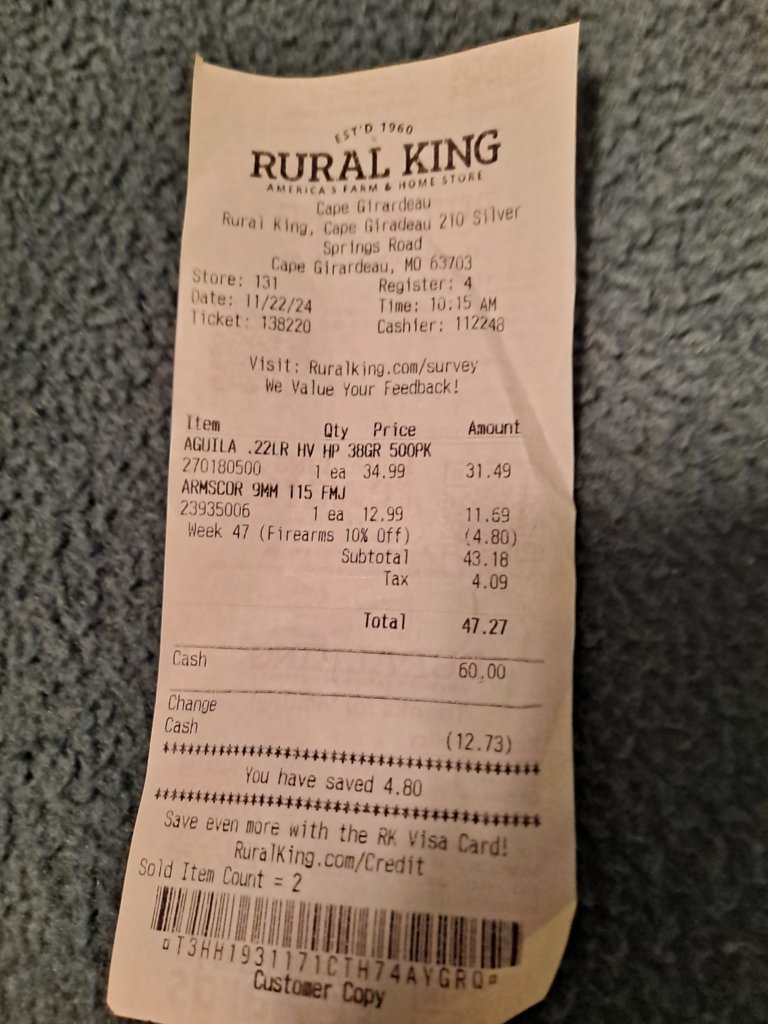 EST'D 1960
RURAL KING
AMERICA'S FARM & HOME STORE
Cape Girardeau
Rural King, Cape Giradeau 210 Silver
Springs Road
Cape Girardeau, MO 63703
Store: 131 Register: 4
Date: 11/22/24 Time: 10:15 AM
Ticket: 138220 Cashier: 112248
Visit: Ruralking.com/survey
We Value Your Feedback!
Item Qty Price Amount
AGUILA .22LR HV HP 38GR 500PK
270180500 1 ea 34.99 31.49
ARMSCOR 9MM 115 FMJ
23935006 1 ea 12.99 11.69
Week 47 (Firearms 10% Off) (4.80)
Subtotal 43.18
Tax 4.09
Total 47.27
Cash 60.00
Change
Cash (12.73)
****************************************
You have saved 4.80
****************************************
Save even more with the RK Visa Card!
RuralKing.com/Credit
Sold Item Count = 2
¤T3HH1931171CTH74AYGRQ¤
Customer Copy